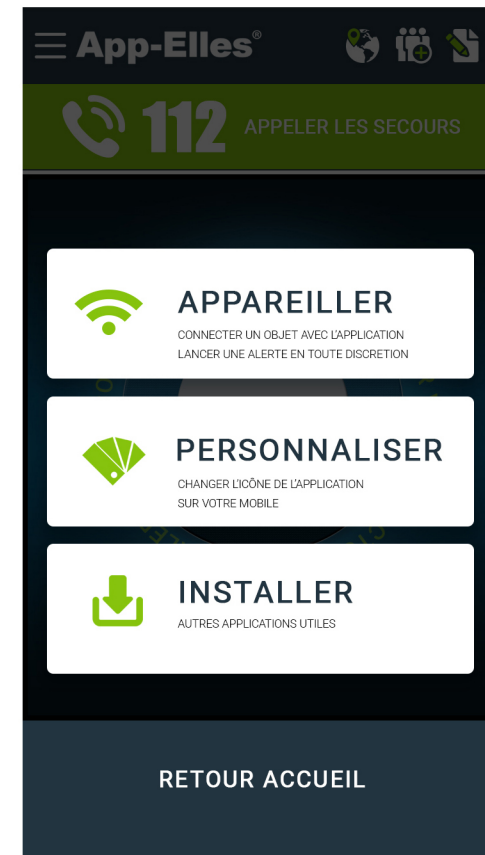 App-Elles®
112 APPELER LES SECOURS
APPAREILLER
CONNECTER UN OBJET AVEC L'APPLICATION
LANCER UNE ALERTE EN TOUTE DISCRETION
PERSONNALISER
CHANGER L'ICÔNE DE L'APPLICATION
SUR VOTRE MOBILE
INSTALLER
AUTRES APPLICATIONS UTILES
RETOUR ACCUEIL